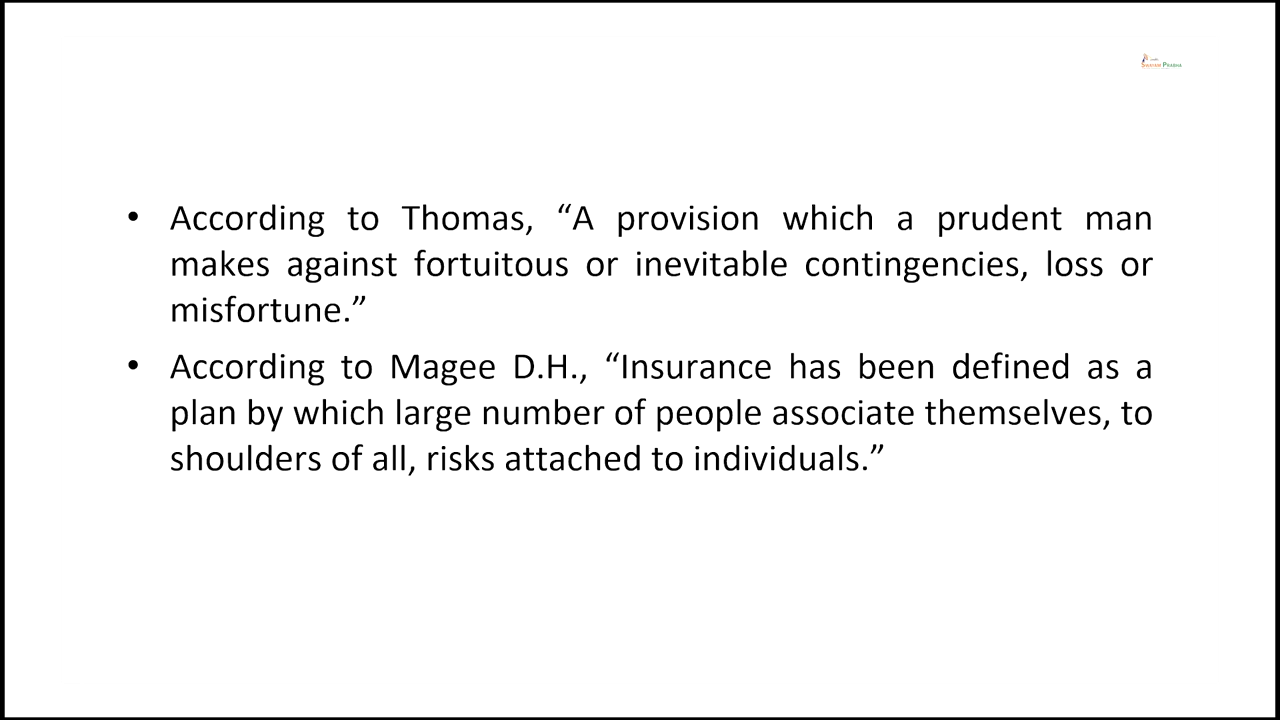 SWAYAM PRABHA
• According to Thomas, “A provision which a prudent man
makes against fortuitous or inevitable contingencies, loss or
misfortune.”
• According to Magee D.H., “Insurance has been defined as a
plan by which large number of people associate themselves, to
shoulders of all, risks attached to individuals.”